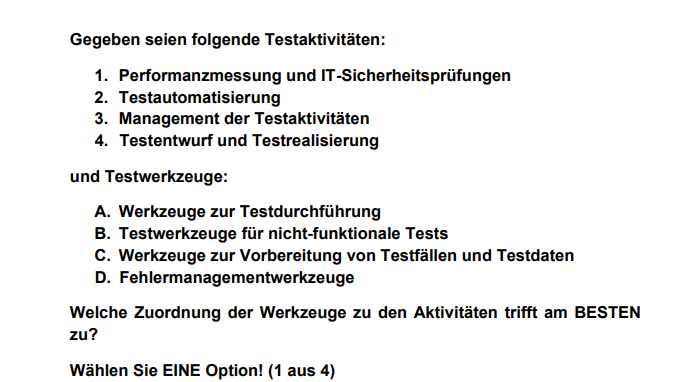 Gegeben seien folgende Testaktivitäten:
1. Performanzmessung und IT-Sicherheitsprüfungen
2. Testautomatisierung
3. Management der Testaktivitäten
4. Testentwurf und Testrealisierung
und Testwerkzeuge:
A. Werkzeuge zur Testdurchführung
B. Testwerkzeuge für nicht-funktionale Tests
C. Werkzeuge zur Vorbereitung von Testfällen und Testdaten
D. Fehlermanagementwerkzeuge
Welche Zuordnung der Werkzeuge zu den Aktivitäten trifft am BESTEN
zu?
Wählen Sie EINE Option! (1 aus 4)